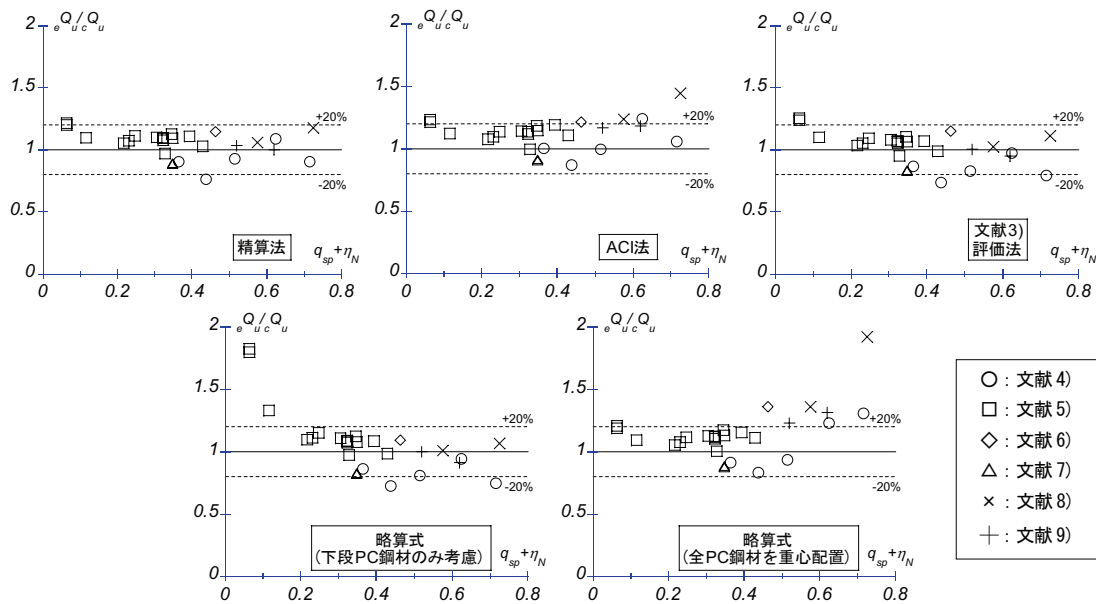 eQu/cQu
2
1.5
1
0.5
0
+20%
-20%
精算法
qsp+ηN
0 0.2 0.4 0.6 0.8
eQu/cQu
2
1.5
1
0.5
0
+20%
-20%
ACI法
qsp+ηN
0 0.2 0.4 0.6 0.8
eQu/cQu
2
1.5
1
0.5
0
+20%
-20%
文献3)
評価法
qsp+ηN
0 0.2 0.4 0.6 0.8
eQu/cQu
2
1.5
1
0.5
0
+20%
-20%
略算式
(下段PC鋼材のみ考慮)
qsp+ηN
0 0.2 0.4 0.6 0.8
eQu/cQu
2
1.5
1
0.5
0
+20%
-20%
略算式
(全PC鋼材を重心配置)
qsp+ηN
0 0.2 0.4 0.6 0.8
○ : 文献 4)
□ : 文献 5)
◇ : 文献 6)
△ : 文献 7)
× : 文献 8)
+ : 文献 9)